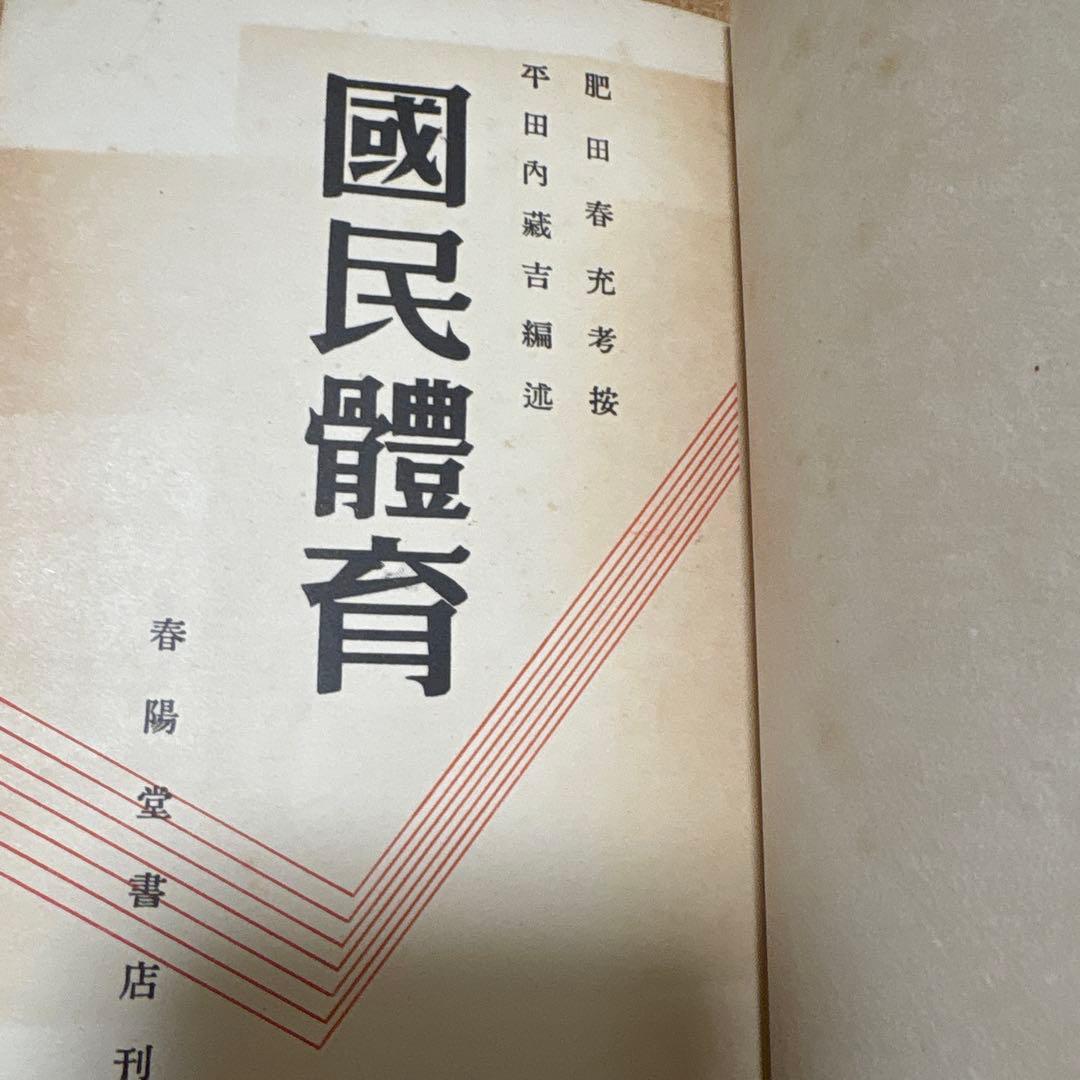 肥田春充考按
平田內藏吉編述
國民體育
春陽堂書店刊